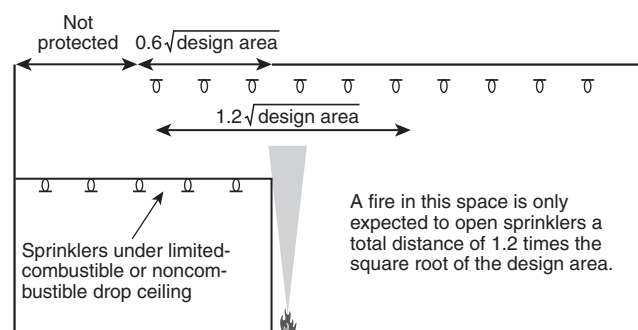 Not
protected
0.6√design area
1.2√design area
Sprinklers under limited-
combustible or noncom-
bustible drop ceiling
A fire in this space is only
expected to open sprinklers a
total distance of 1.2 times the
square root of the design area.